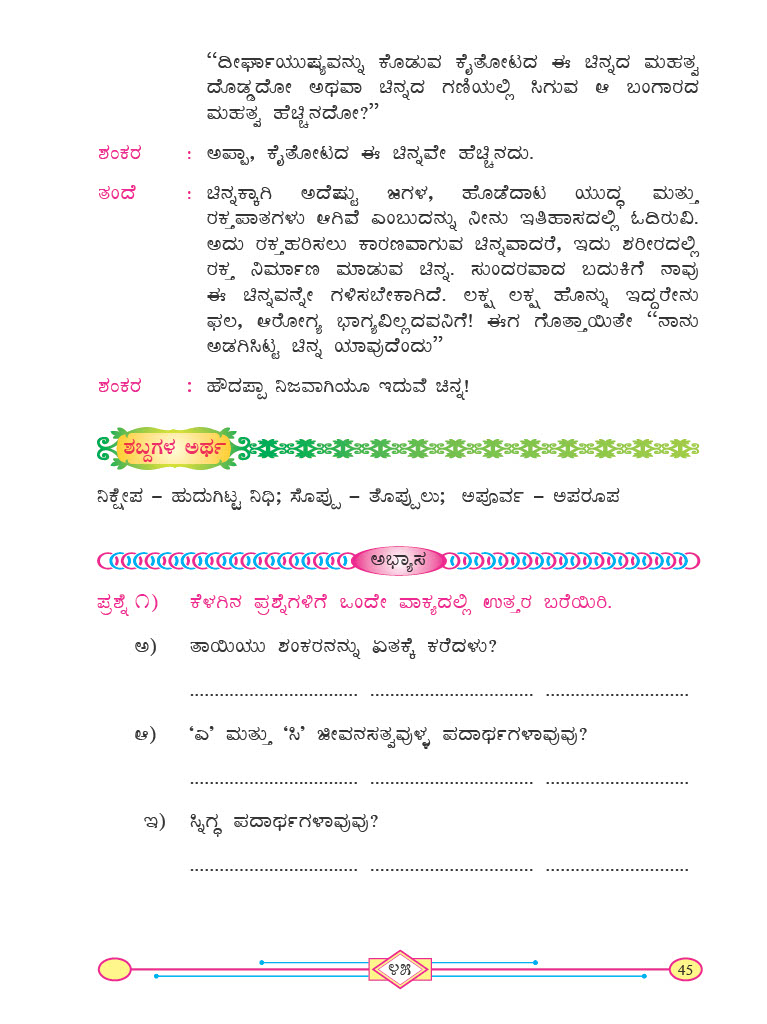 “ದೀರ್ಘಾಯುಷ್ಯವನ್ನು ಕೊಡುವ ಕೈತೋಟದ ಈ ಚಿನ್ನದ ಮಹತ್ವ
ದೊಡ್ಡದೋ ಅಥವಾ ಚಿನ್ನದ ಗಣಿಯಲ್ಲಿ ಸಿಗುವ ಆ ಬಂಗಾರದ
ಮಹತ್ವ ಹೆಚ್ಚಿನದೋ?”
ಶಂಕರ : ಅಪ್ಪಾ, ಕೈತೋಟದ ಈ ಚಿನ್ನವೇ ಹೆಚ್ಚಿನದು.
ತಂದೆ : ಚಿನ್ನಕ್ಕಾಗಿ ಅದೆಷ್ಟು ಜಗಳ, ಹೊಡೆದಾಟ ಯುದ್ಧ ಮತ್ತು
ರಕ್ತಪಾತಗಳು ಆಗಿವೆ ಎಂಬುದನ್ನು ನೀನು ಇತಿಹಾಸದಲ್ಲಿ ಓದಿರುವಿ.
ಅದು ರಕ್ತಹರಿಸಲು ಕಾರಣವಾಗುವ ಚಿನ್ನವಾದರೆ, ಇದು ಶರೀರದಲ್ಲಿ
ರಕ್ತ ನಿರ್ಮಾಣ ಮಾಡುವ ಚಿನ್ನ. ಸುಂದರವಾದ ಬದುಕಿಗೆ ನಾವು
ಈ ಚಿನ್ನವನ್ನೇ ಗಳಿಸಬೇಕಾಗಿದೆ. ಲಕ್ಷ ಲಕ್ಷ ಹೊನ್ನು ಇದ್ದರೇನು
ಫಲ, ಆರೋಗ್ಯ ಭಾಗ್ಯವಿಲ್ಲದವನಿಗೆ! ಈಗ ಗೊತ್ತಾಯಿತೇ “ನಾನು
ಅಡಗಿಸಿಟ್ಟ ಚಿನ್ನ ಯಾವುದೆಂದು”
ಶಂಕರ : ಹೌದಪ್ಪಾ ನಿಜವಾಗಿಯೂ ಇದುವೆ ಚಿನ್ನ!
ಶಬ್ದಗಳ ಅರ್ಥ
ನಿಕ್ಷೇಪ – ಹುದುಗಿಟ್ಟ ನಿಧಿ; ಸೊಪ್ಪು – ತೊಪ್ಪುಲು; ಅಪೂರ್ವ – ಅಪರೂಪ
ಅಭ್ಯಾಸ
ಪ್ರಶ್ನೆ ೧) ಕೆಳಗಿನ ಪ್ರಶ್ನೆಗಳಿಗೆ ಒಂದೇ ವಾಕ್ಯದಲ್ಲಿ ಉತ್ತರ ಬರೆಯಿರಿ.
ಅ) ತಾಯಿಯು ಶಂಕರನನ್ನು ಏತಕ್ಕೆ ಕರೆದಳು?
.................................. ................................. .............................
ಆ) ‘ಎ’ ಮತ್ತು ‘ಸಿ’ ಜೀವನಸತ್ವವುಳ್ಳ ಪದಾರ್ಥಗಳಾವುವು?
.................................. ................................. .............................
ಇ) ಸ್ನಿಗ್ಧ ಪದಾರ್ಥಗಳಾವುವು?
.................................. ................................. .............................
೪೫
45